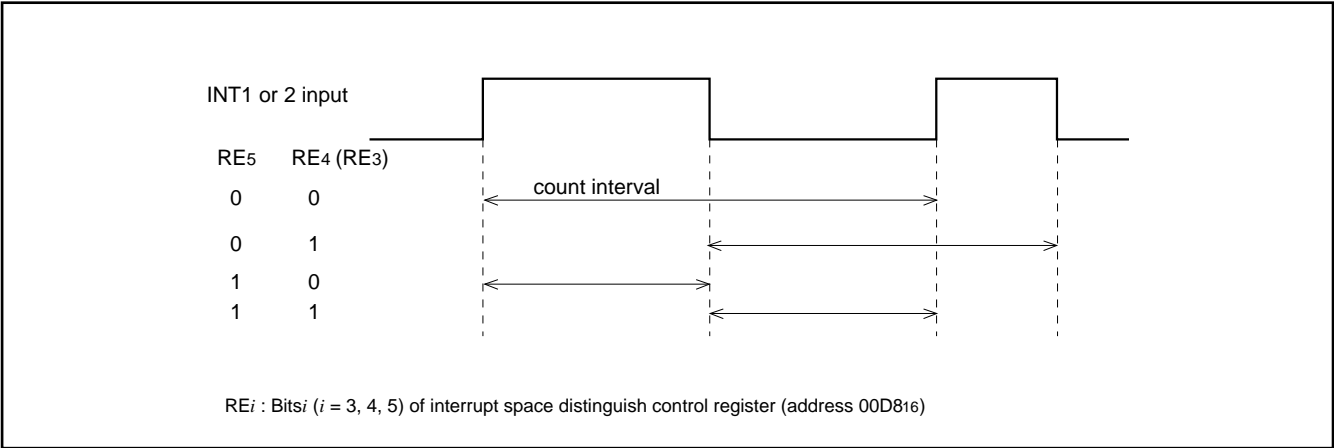 INT1 or 2 input
RE5 RE4 (RE3)
count interval
0 0
0 1
1 0
1 1
REi : Bitsi (i = 3, 4, 5) of interrupt space distinguish control register (address 00D816)